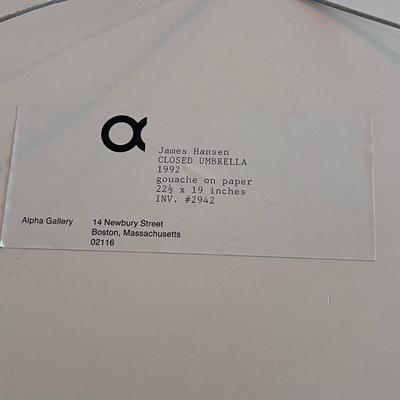 James Hansen
CLOSED UMBRELLA
1992
gouache on paper
22½ x 19 inches
INV. #2942
Alpha Gallery
14 Newbury Street
Boston, Massachusetts
02116